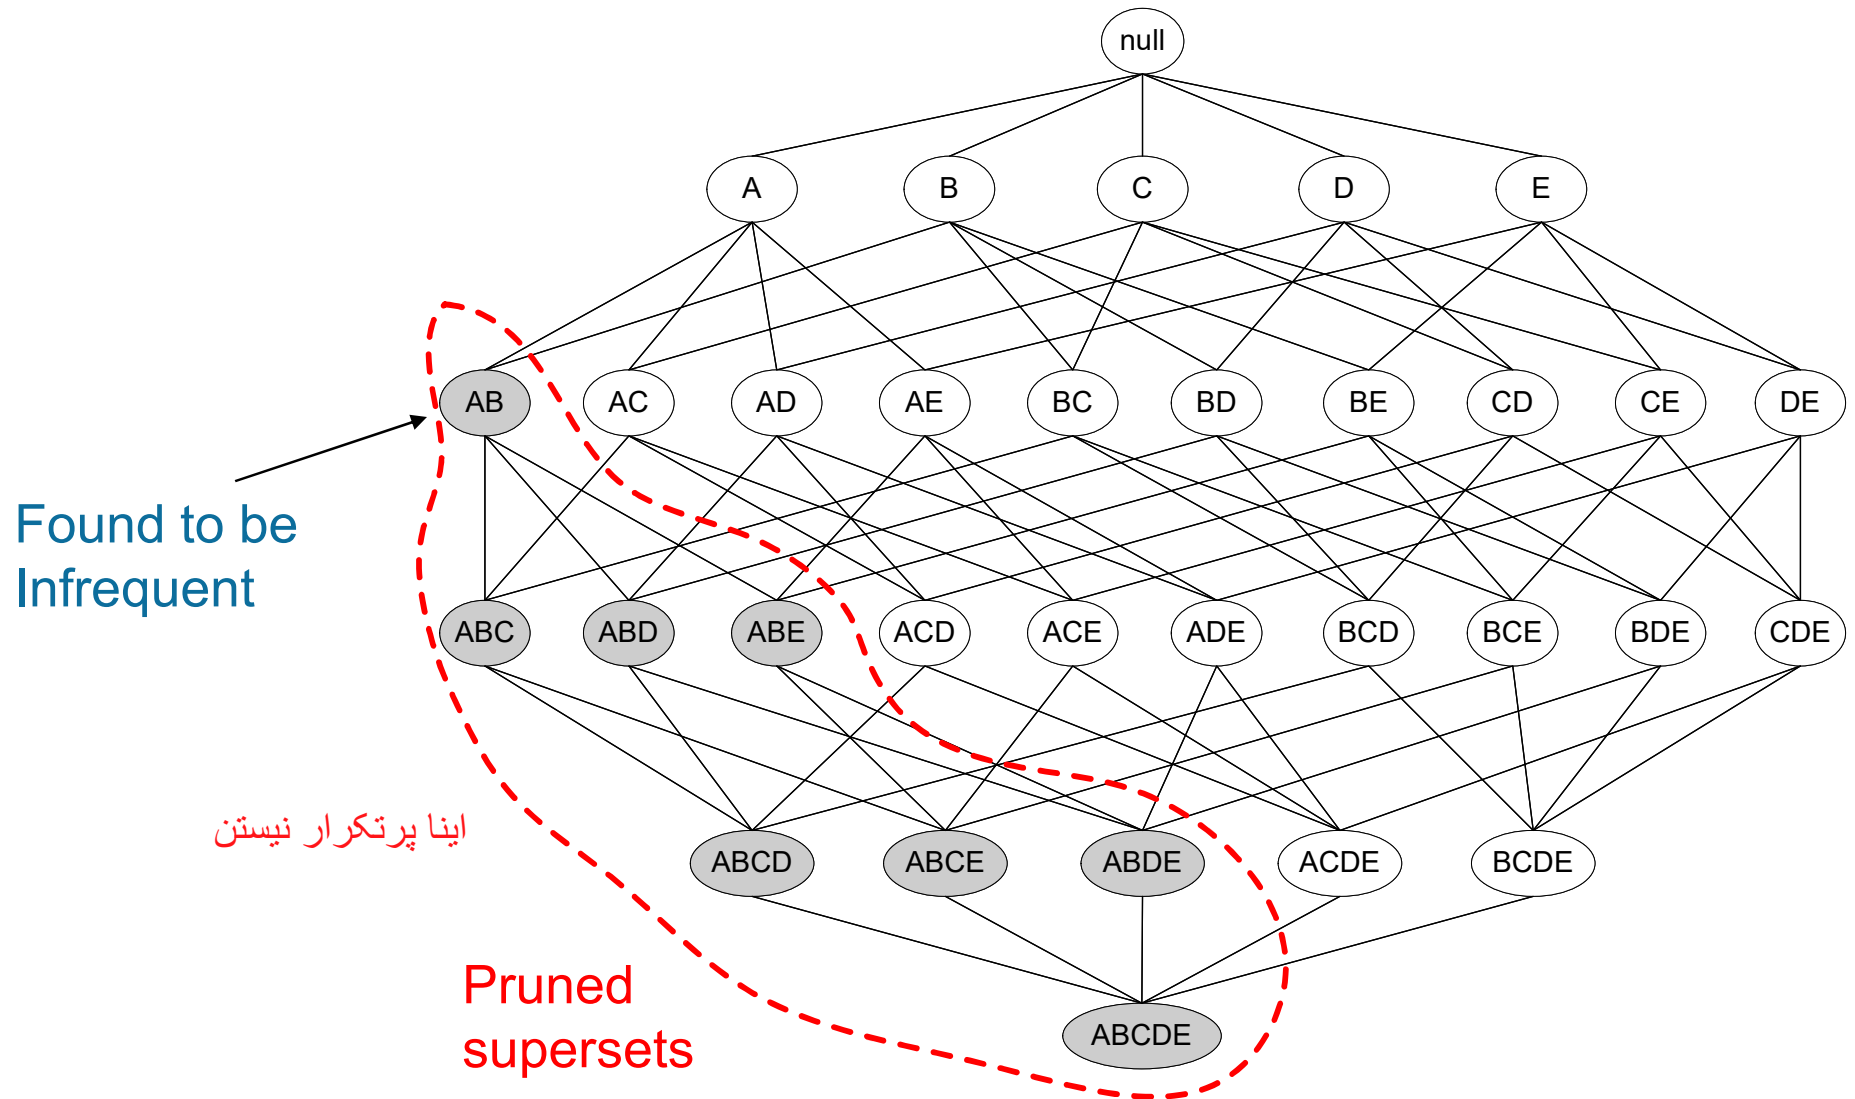 null
A B C D E
AB AC AD AE BC BD BE CD CE DE
Found to be
Infrequent
ABC ABD ABE ACD ACE ADE BCD BCE BDE CDE
اینا پرتکرار نیستن
ABCD ABCE ABDE ACDE BCDE
Pruned
supersets
ABCDE